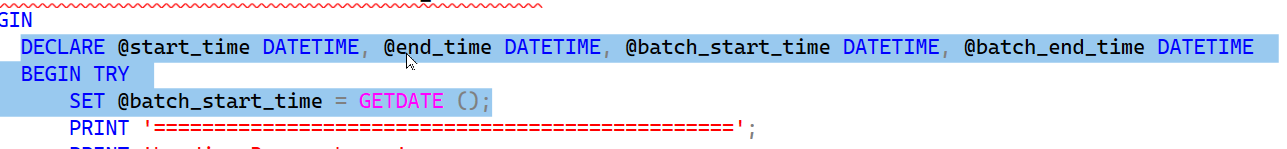 GIN
DECLARE @start_time DATETIME, @end_time DATETIME, @batch_start_time DATETIME, @batch_end_time DATETIME
BEGIN TRY
SET @batch_start_time = GETDATE ();
PRINT '================================================';